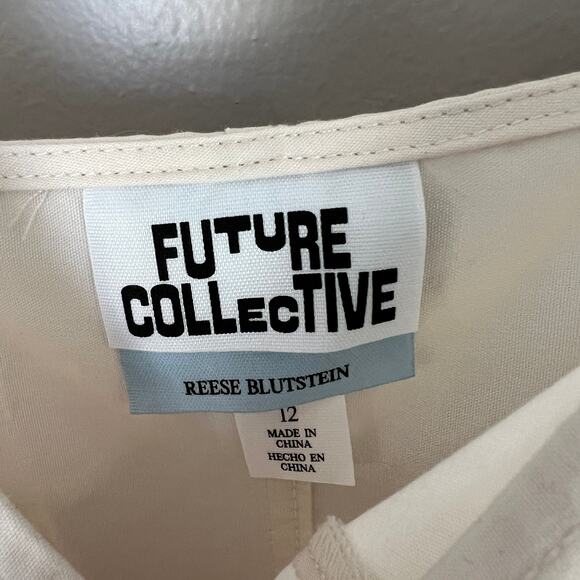 FUTURE
COLLECTIVE
REESE BLUTSTEIN
12
MADE IN
CHINA
HECHO EN
CHINA